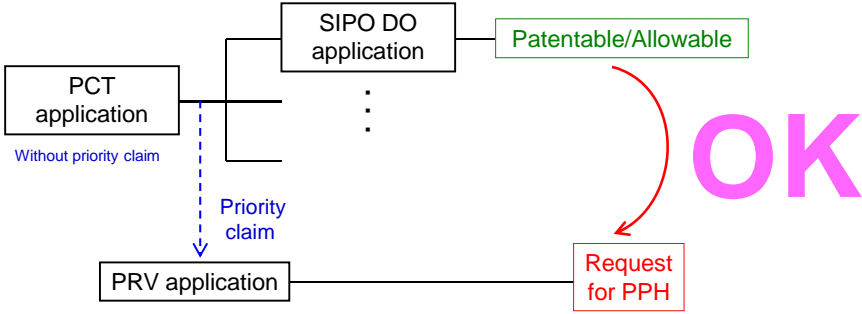 SIPO DO
application
Patentable/Allowable
PCT
application
Without priority claim
OK
Priority
claim
PRV application
Request
for PPH